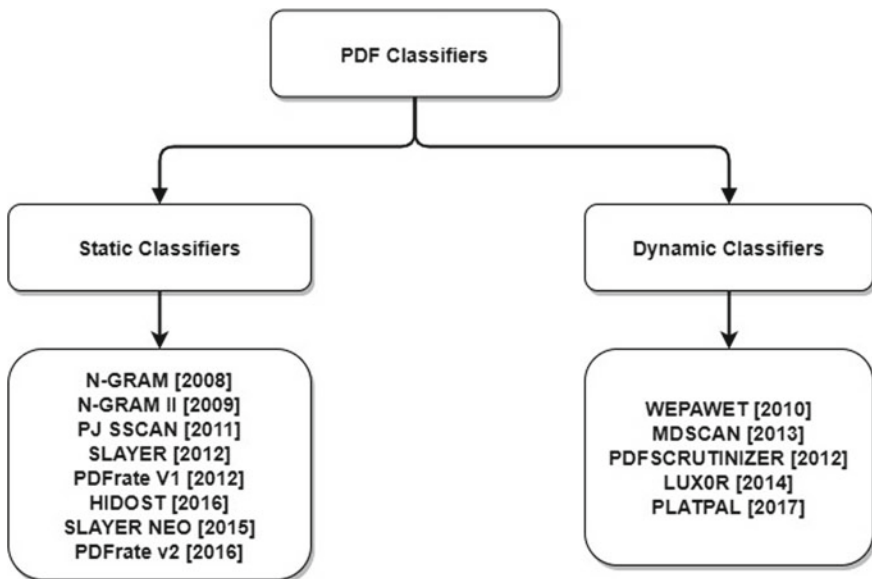 PDF Classifiers
Static Classifiers
Dynamic Classifiers
N-GRAM [2008]
N-GRAM II [2009]
PJ SSCAN [2011]
SLAYER [2012]
PDFrate V1 [2012]
HIDOST [2016]
SLAYER NEO [2015]
PDFrate v2 [2016]
WEPAWET [2010]
MDSCAN [2013]
PDFSCRUTINIZER [2012]
LUX0R [2014]
PLATPAL [2017]